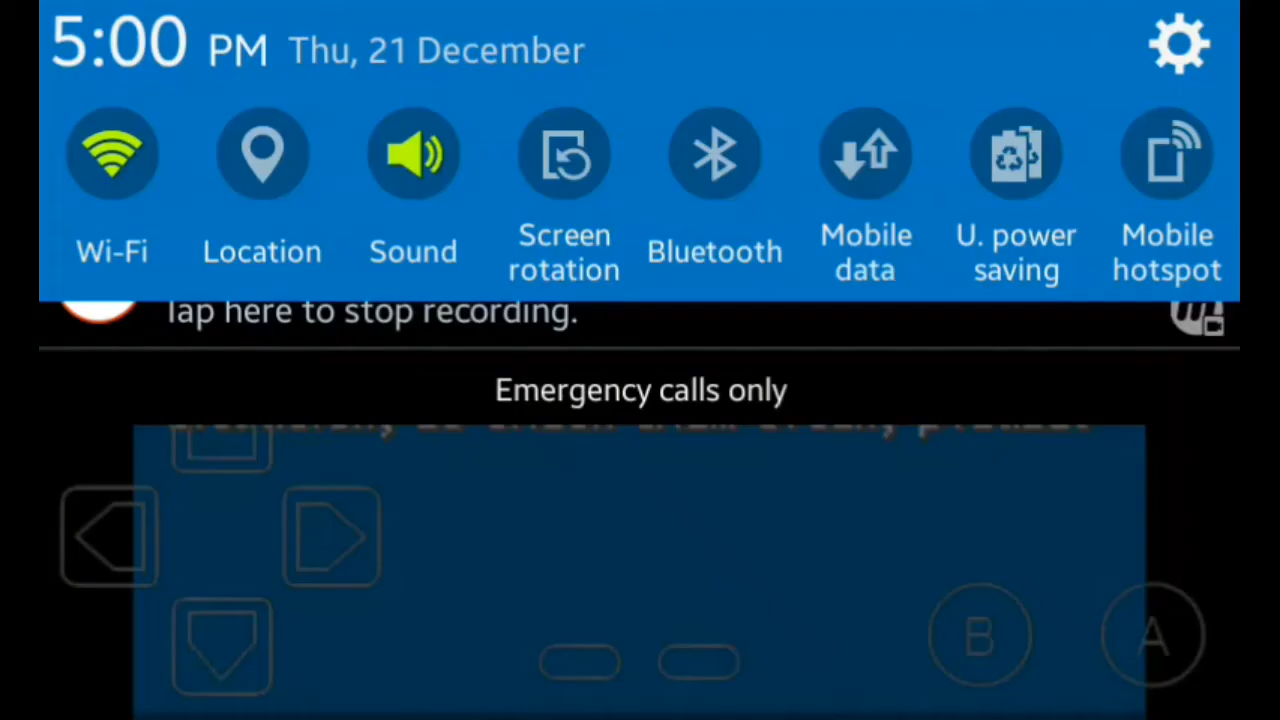 5:00 PM Thu, 21 December
Wi-Fi
Location
Sound
Screen
rotation
Bluetooth
Mobile
data
U. power
saving
Mobile
hotspot
Tap here to stop recording.
Emergency calls only
B
A